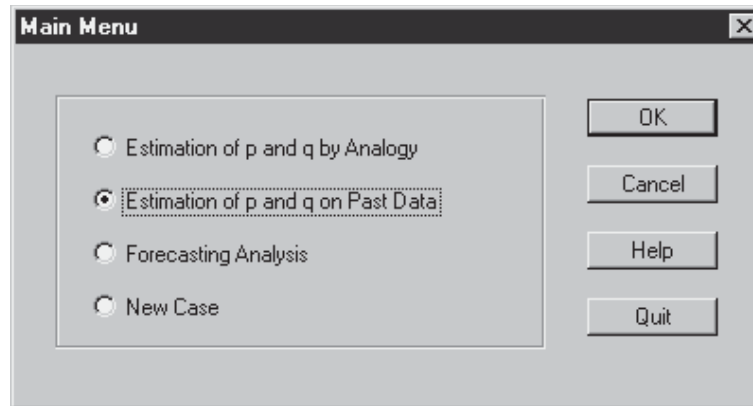 Main Menu
Estimation of p and q by Analogy
Estimation of p and q on Past Data
Forecasting Analysis
New Case
OK
Cancel
Help
Quit